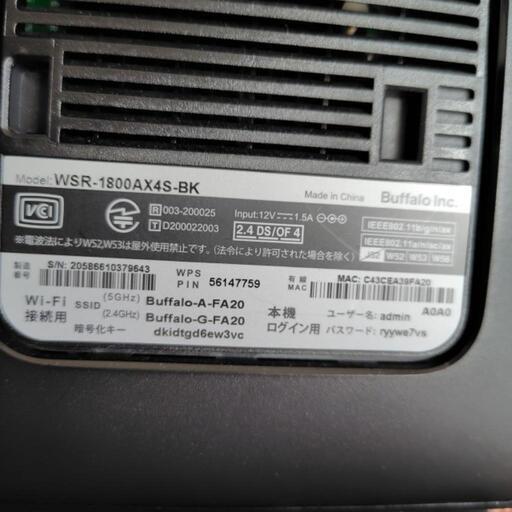 Model: WSR-1800AX4S-BK
Made in China
Buffalo Inc.
VCI
R 003-200025
T D200022003
Input:12V 1.5A
2.4 DS/OF 4
IEEE802.11b/g/n/ax
IEEE802.11a/n/ac/ax
J52 W52 W53 W56
※電波法によりW52,W53は屋外使用禁止です。(法令により許可された場合を除く)
製造番号 S/N: 20586610379643
WPS PIN 56147759
有線MAC MAC: C43CEA39FA20
A0A0
Wi-Fi接続用 SSID (5GHz) Buffalo-A-FA20
(2.4GHz) Buffalo-G-FA20
暗号化キー dkidtgd6ew3vc
本機ログイン用 ユーザー名: admin
パスワード: ryywe7vs